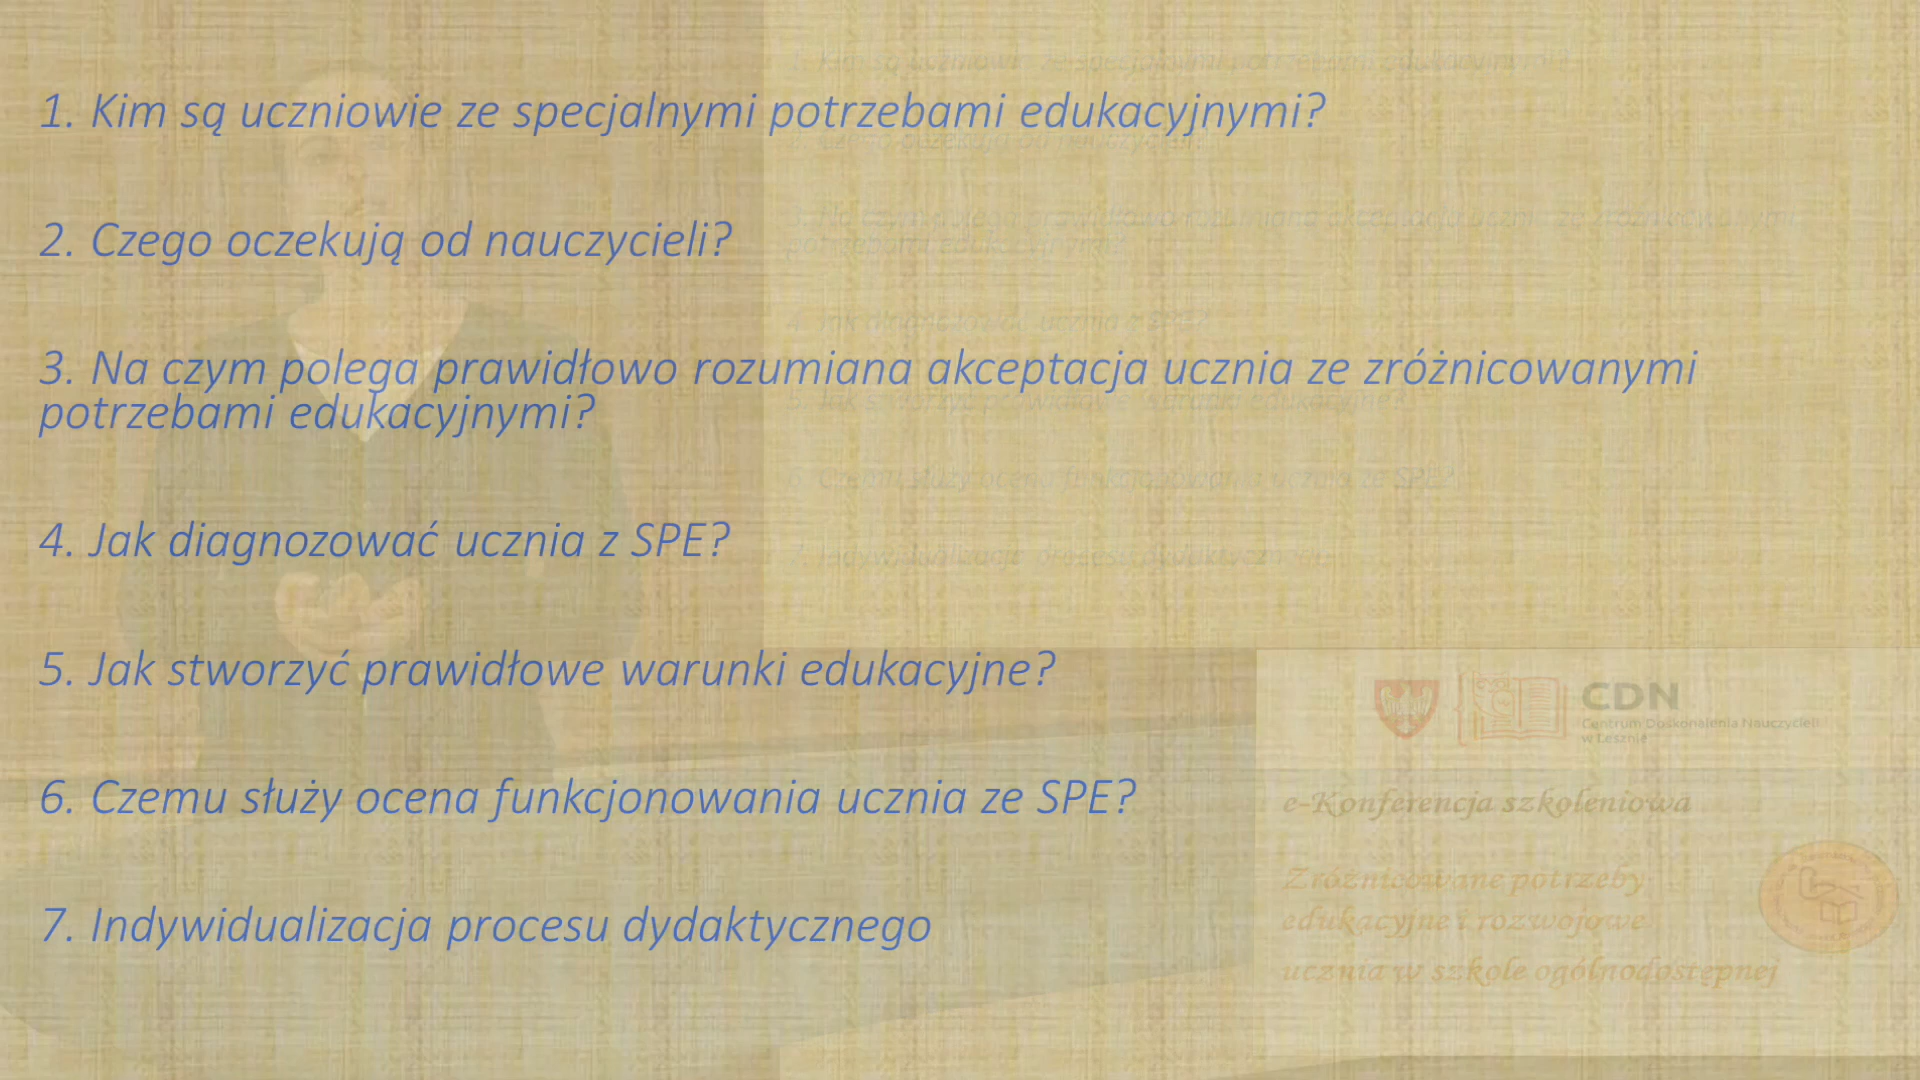 1. Kim są uczniowie ze specjalnymi potrzebami edukacyjnymi?
2. Czego oczekują od nauczycieli?
3. Na czym polega prawidłowo rozumiana akceptacja ucznia ze zróżnicowanymi
potrzebami edukacyjnymi?
4. Jak diagnozować ucznia z SPE?
5. Jak stworzyć prawidłowe warunki edukacyjne?
6. Czemu służy ocena funkcjonowania ucznia ze SPE?
7. Indywidualizacja procesu dydaktycznego
CDN
Centrum Doskonalenia Nauczycieli
w Lesznie
e-Konferencja szkoleniowa
Zróżnicowane potrzeby
edukacyjne i rozwojowe
ucznia w szkole ogólnodostępnej